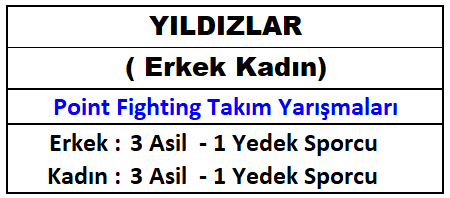 YILDIZLAR
( Erkek Kadın)
Point Fighting Takım Yarışmaları
Erkek : 3 Asil - 1 Yedek Sporcu
Kadın : 3 Asil - 1 Yedek Sporcu